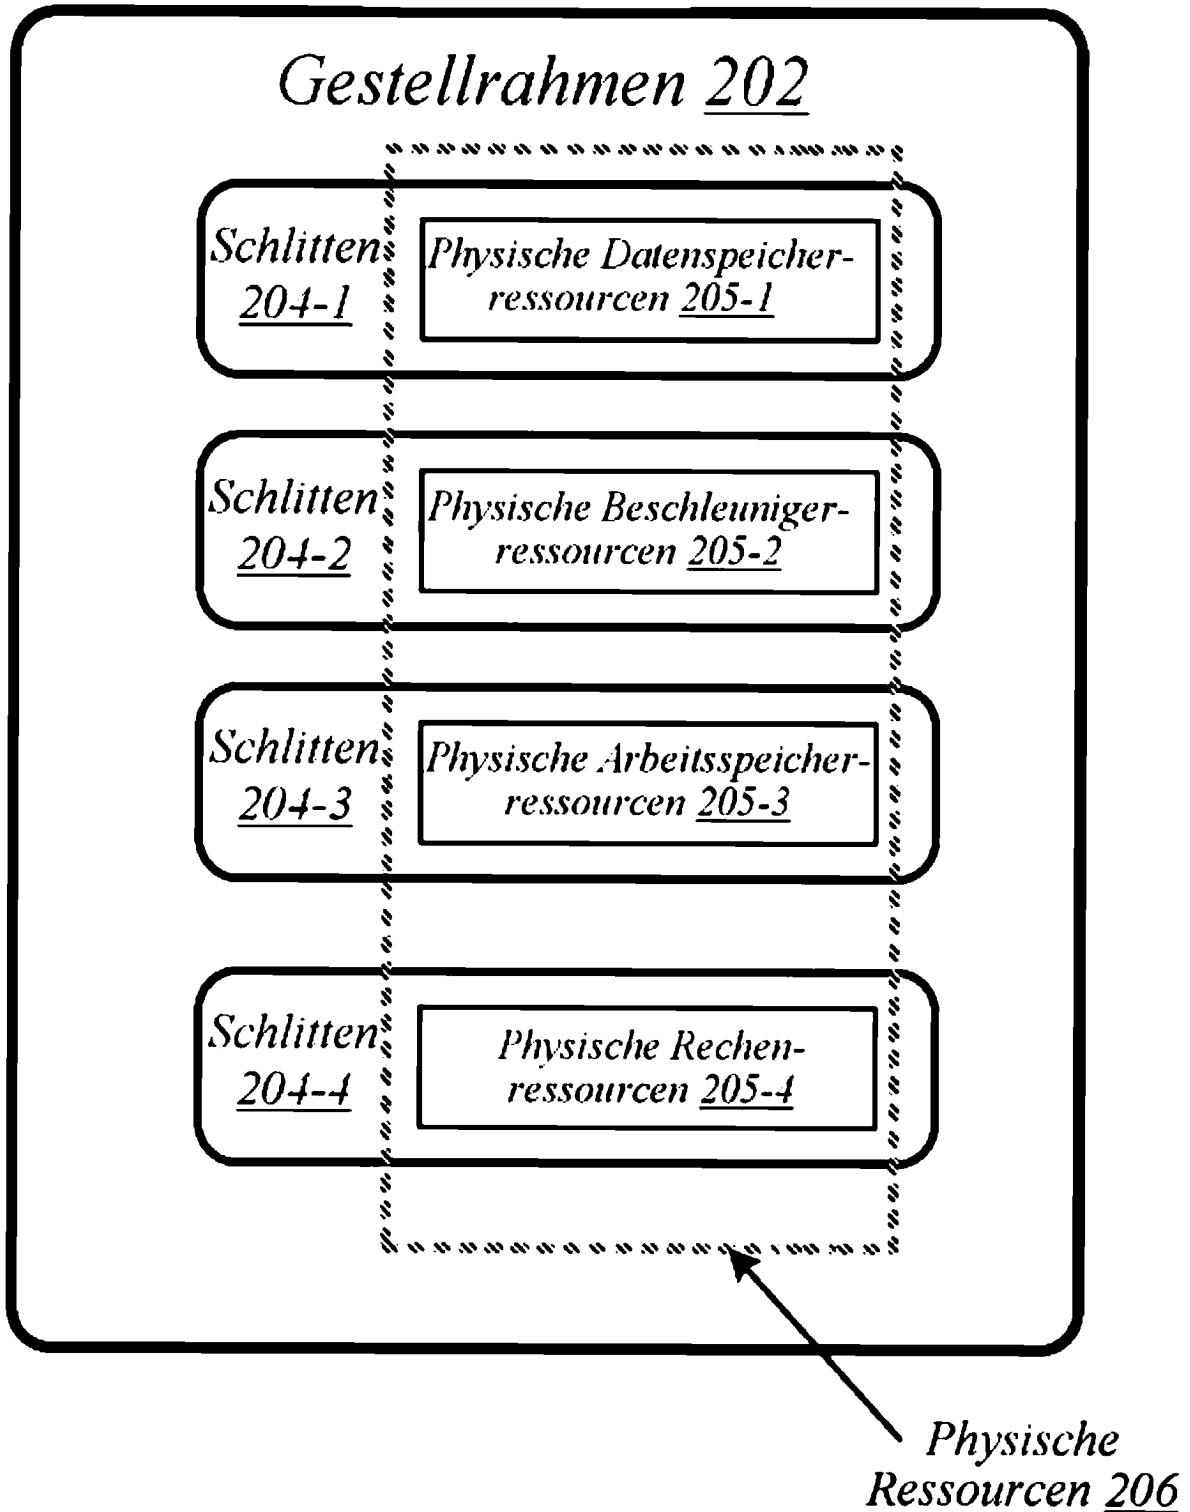 Gestellrahmen 202
Schlitten
204-1
Physische Datenspeicher-
ressourcen 205-1
Schlitten
204-2
Physische Beschleuniger-
ressourcen 205-2
Schlitten
204-3
Physische Arbeitsspeicher-
ressourcen 205-3
Schlitten
204-4
Physische Rechen-
ressourcen 205-4
Physische
Ressourcen 206